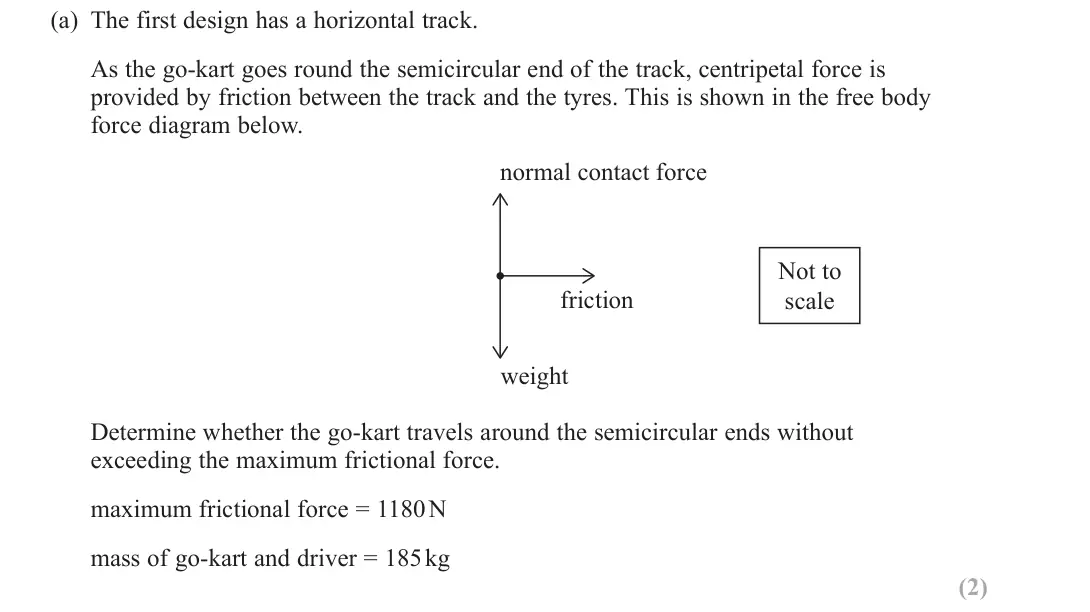 (a) The first design has a horizontal track.
As the go-kart goes round the semicircular end of the track, centripetal force is
provided by friction between the track and the tyres. This is shown in the free body
force diagram below.
normal contact force
Not to
scale
friction
weight
Determine whether the go-kart travels around the semicircular ends without
exceeding the maximum frictional force.
maximum frictional force = 1180 N
mass of go-kart and driver = 185 kg
(2)